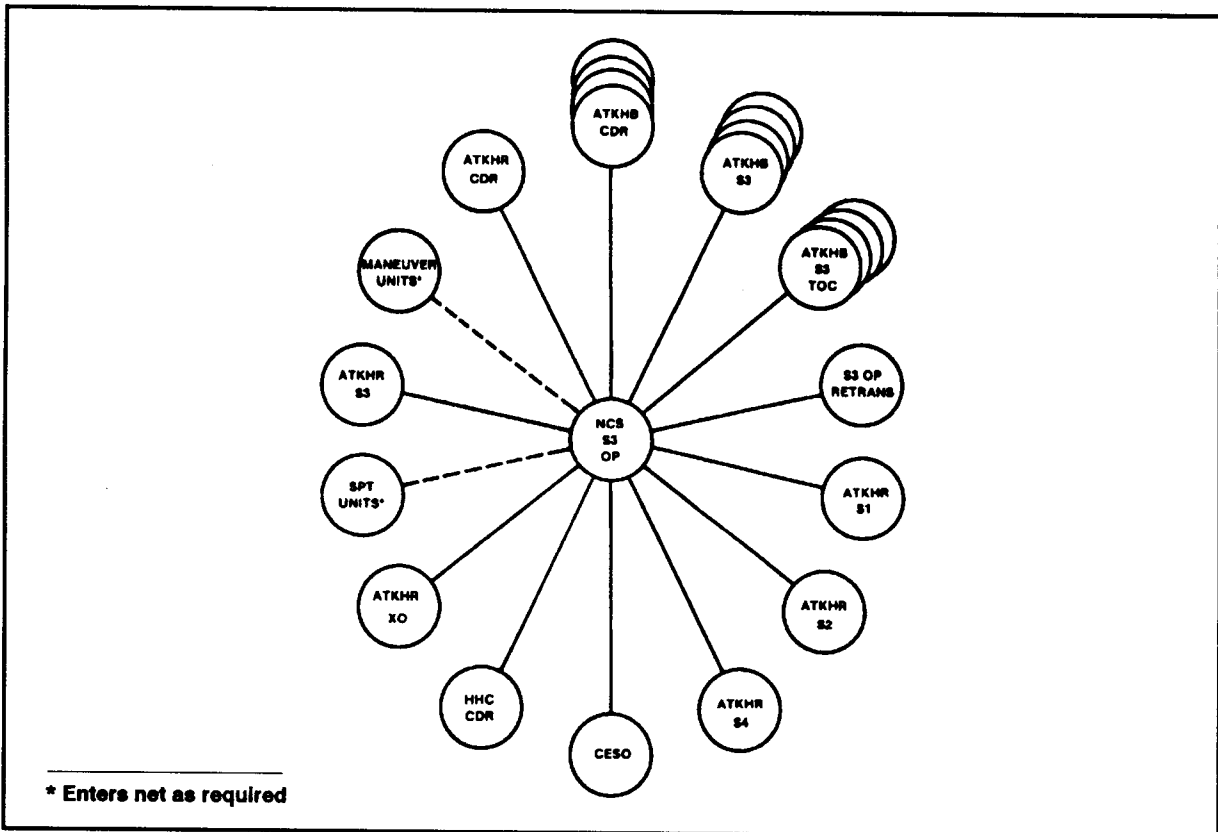 ATKHB
CDR
ATKHR
CDR
ATKHB
S3
MANEUVER
UNITS*
ATKHB
S3
TOC
ATKHR
S3
S3 OP
RETRANS
NCS
S3
OP
SPT
UNITS*
ATKHR
S1
ATKHR
XO
ATKHR
S2
HHC
CDR
ATKHR
S4
CESO
* Enters net as required